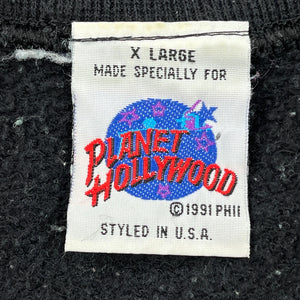 X LARGE
MADE SPECIALLY FOR
PLANET
HOLLYWOOD
©1991 PHII
STYLED IN U.S.A.